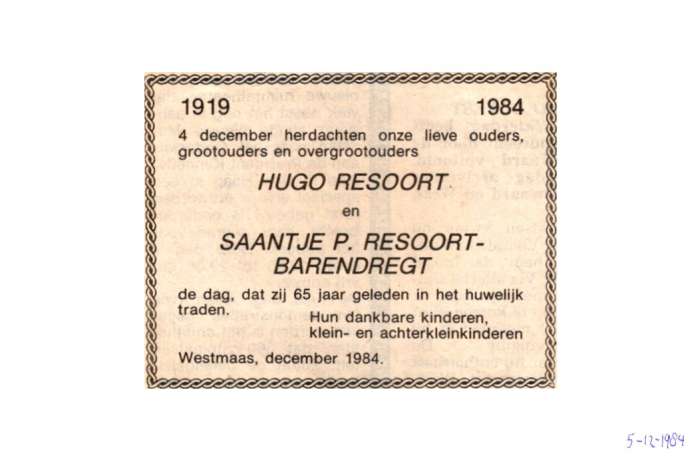 1919 1984
4 december herdachten onze lieve ouders,
grootouders en overgrootouders
HUGO RESOORT
en
SAANTJE P. RESOORT-
BARENDREGT
de dag, dat zij 65 jaar geleden in het huwelijk
traden.
Hun dankbare kinderen,
klein- en achterkleinkinderen
Westmaas, december 1984.
5-12-1984